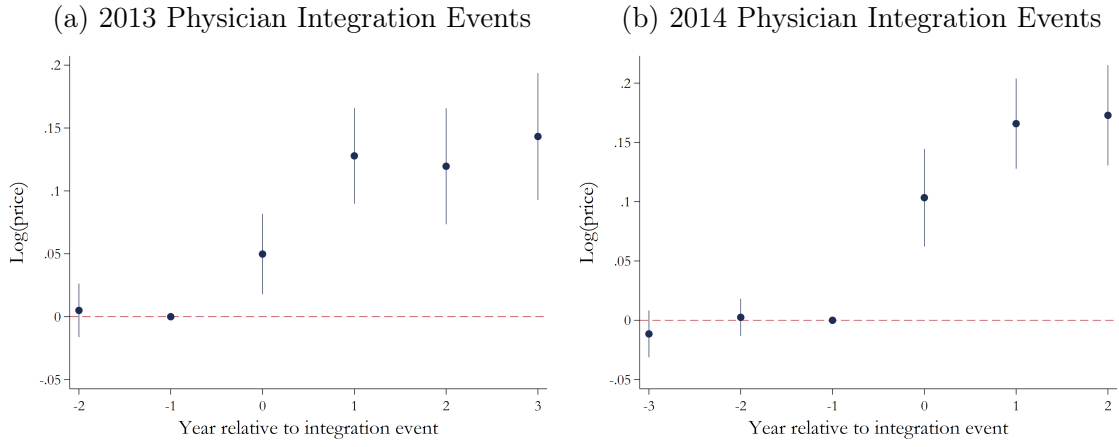 (a) 2013 Physician Integration Events
.2
.15
.1
.05
0
-.05
Log(price)
-2 -1 0 1 2 3
Year relative to integration event
(b) 2014 Physician Integration Events
.2
.15
.1
.05
0
-.05
Log(price)
-3 -2 -1 0 1 2
Year relative to integration event